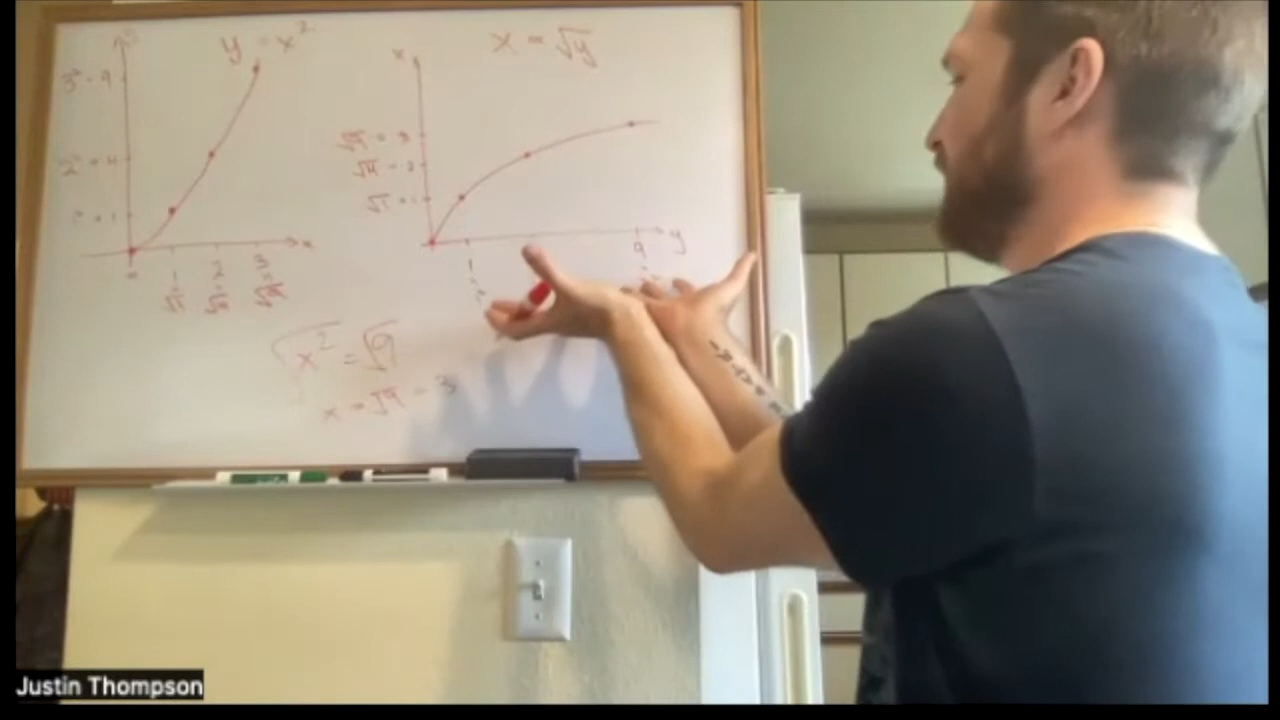 y = x²
3² = 9
2² = 4
1² = 1
x
0
1
2
3
√1
√4
√9
x = √y
x
√9 = 3
√4 = 2
√1 = 1
y
1
9
√x² = √9
x = √9 = 3
Justin Thompson